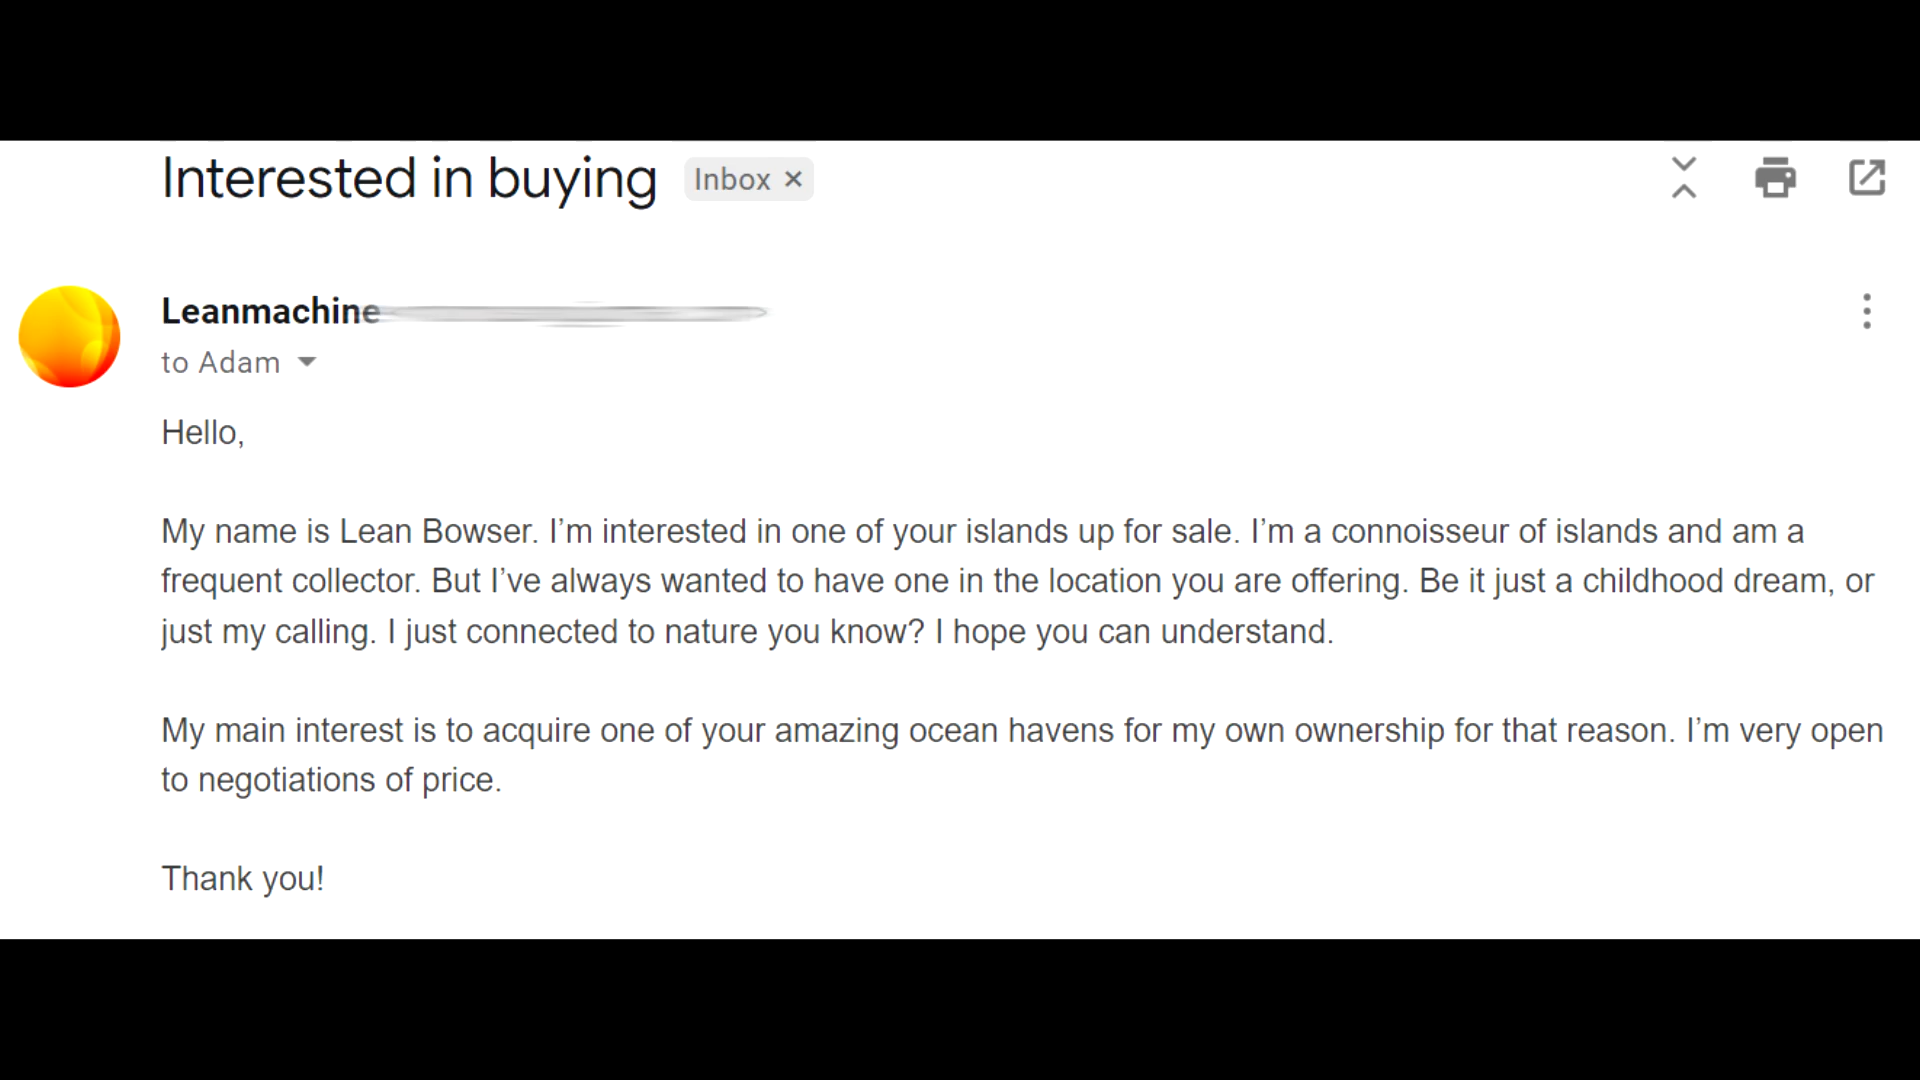 Interested in buying Inbox ×
Leanmachine
to Adam
Hello,
My name is Lean Bowser. I’m interested in one of your islands up for sale. I’m a connoisseur of islands and am a
frequent collector. But I’ve always wanted to have one in the location you are offering. Be it just a childhood dream, or
just my calling. I just connected to nature you know? I hope you can understand.
My main interest is to acquire one of your amazing ocean havens for my own ownership for that reason. I’m very open
to negotiations of price.
Thank you!